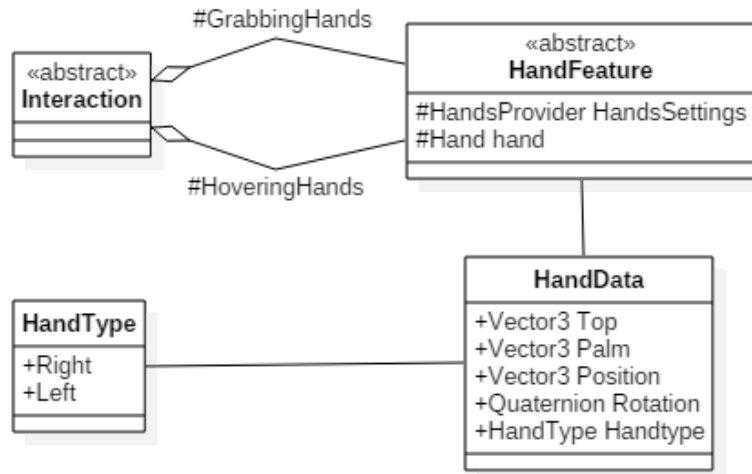 #GrabbingHands
«abstract»
Interaction
«abstract»
HandFeature
#HandsProvider HandsSettings
#Hand hand
#HoveringHands
HandType
+Right
+Left
HandData
+Vector3 Top
+Vector3 Palm
+Vector3 Position
+Quaternion Rotation
+HandType Handtype